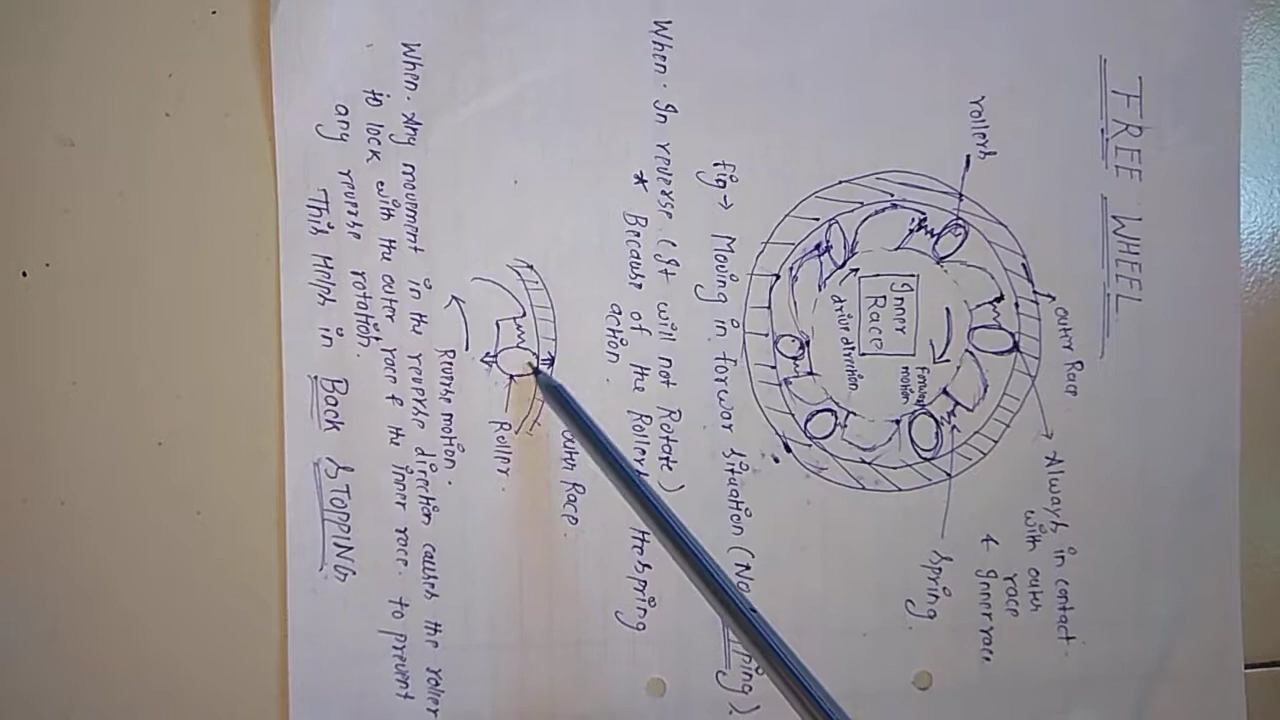 FREE WHEEL
rollers
outer Race
Always in contact
with outer
race
& Inner race
Inner
Race
forward
motion
drive direction
Spring
fig → Moving in forwar Situation (No ping).
When. In reverse. (It will not Rotate)
* Because of the Rollers spring
action.
outer Race.
Roller.
Reverse motion.
When. Any movement in the reverse direction causes the roller
to lock with the outer race & the inner race. to prevent
any reverse rotation.
This Helps in Back STOPPING